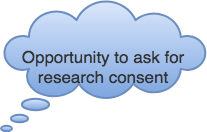 Opportunity to ask for
research consent